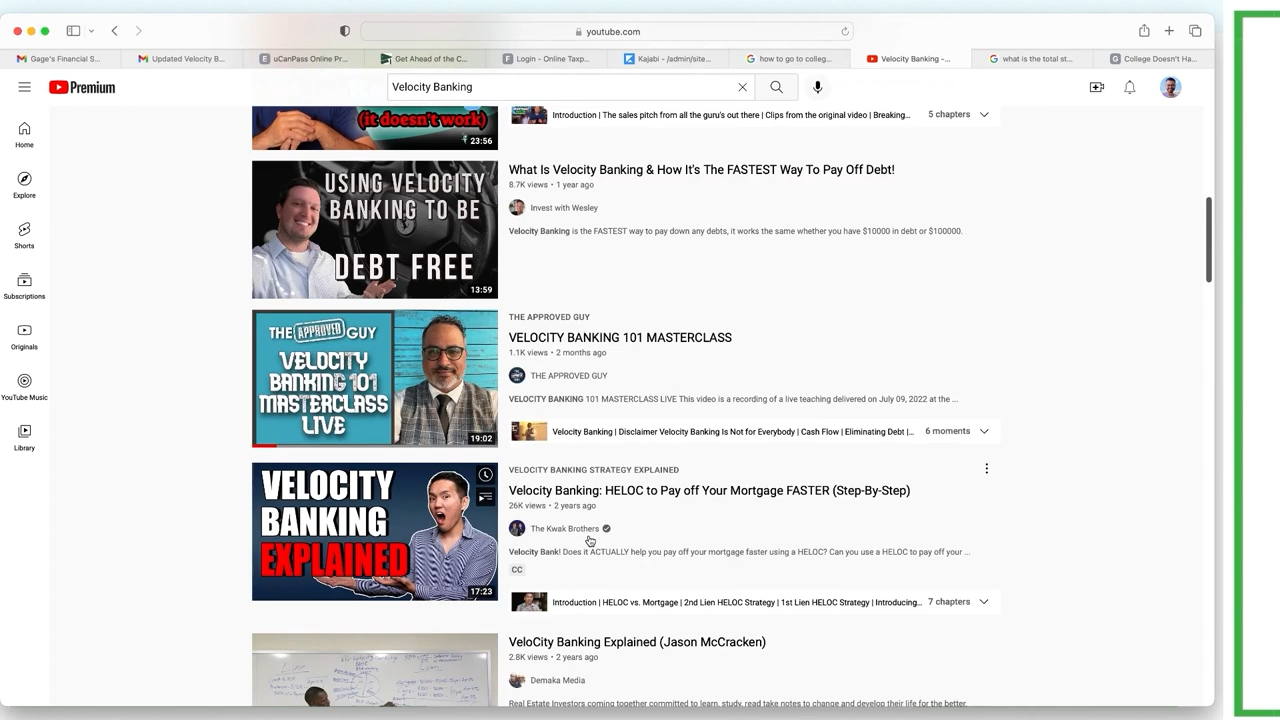 youtube.com
Gage's Financial S...
Updated Velocity B...
uCanPass Online Pr...
Get Ahead of the C...
Login - Online Taxp...
Kajabi - /admin/site...
how to go to colleg...
Velocity Banking -...
what is the total st...
College Doesn't Ha...
Premium
Velocity Banking
Home
Explore
Shorts
Subscriptions
Originals
YouTube Music
Library
(it doesn't work)
23:56
Introduction | The sales pitch from all the guru's out there | Clips from the original video | Breaking...
5 chapters
USING VELOCITY
BANKING TO BE
DEBT FREE
13:59
What Is Velocity Banking & How It's The FASTEST Way To Pay Off Debt!
8.7K views • 1 year ago
Invest with Wesley
Velocity Banking is the FASTEST way to pay down any debts, it works the same whether you have $10000 in debt or $100000.
THE APPROVED GUY
VELOCITY
BANKING 101
MASTERCLASS
LIVE
19:02
THE APPROVED GUY
VELOCITY BANKING 101 MASTERCLASS
1.1K views • 2 months ago
THE APPROVED GUY
VELOCITY BANKING 101 MASTERCLASS LIVE This video is a recording of a live teaching delivered on July 09, 2022 at the ...
Velocity Banking | Disclaimer Velocity Banking Is Not for Everybody | Cash Flow | Eliminating Debt |...
6 moments
VELOCITY
BANKING
EXPLAINED
17:23
VELOCITY BANKING STRATEGY EXPLAINED
Velocity Banking: HELOC to Pay off Your Mortgage FASTER (Step-By-Step)
26K views • 2 years ago
The Kwak Brothers
Velocity Bank! Does it ACTUALLY help you pay off your mortgage faster using a HELOC? Can you use a HELOC to pay off your ...
CC
Introduction | HELOC vs. Mortgage | 2nd Lien HELOC Strategy | 1st Lien HELOC Strategy | Introducing...
7 chapters
VeloCity Banking Explained (Jason McCracken)
2.8K views • 2 years ago
Demaka Media
Real Estate Investors coming together committed to learn, study, read take notes to change and develop their life for the better.